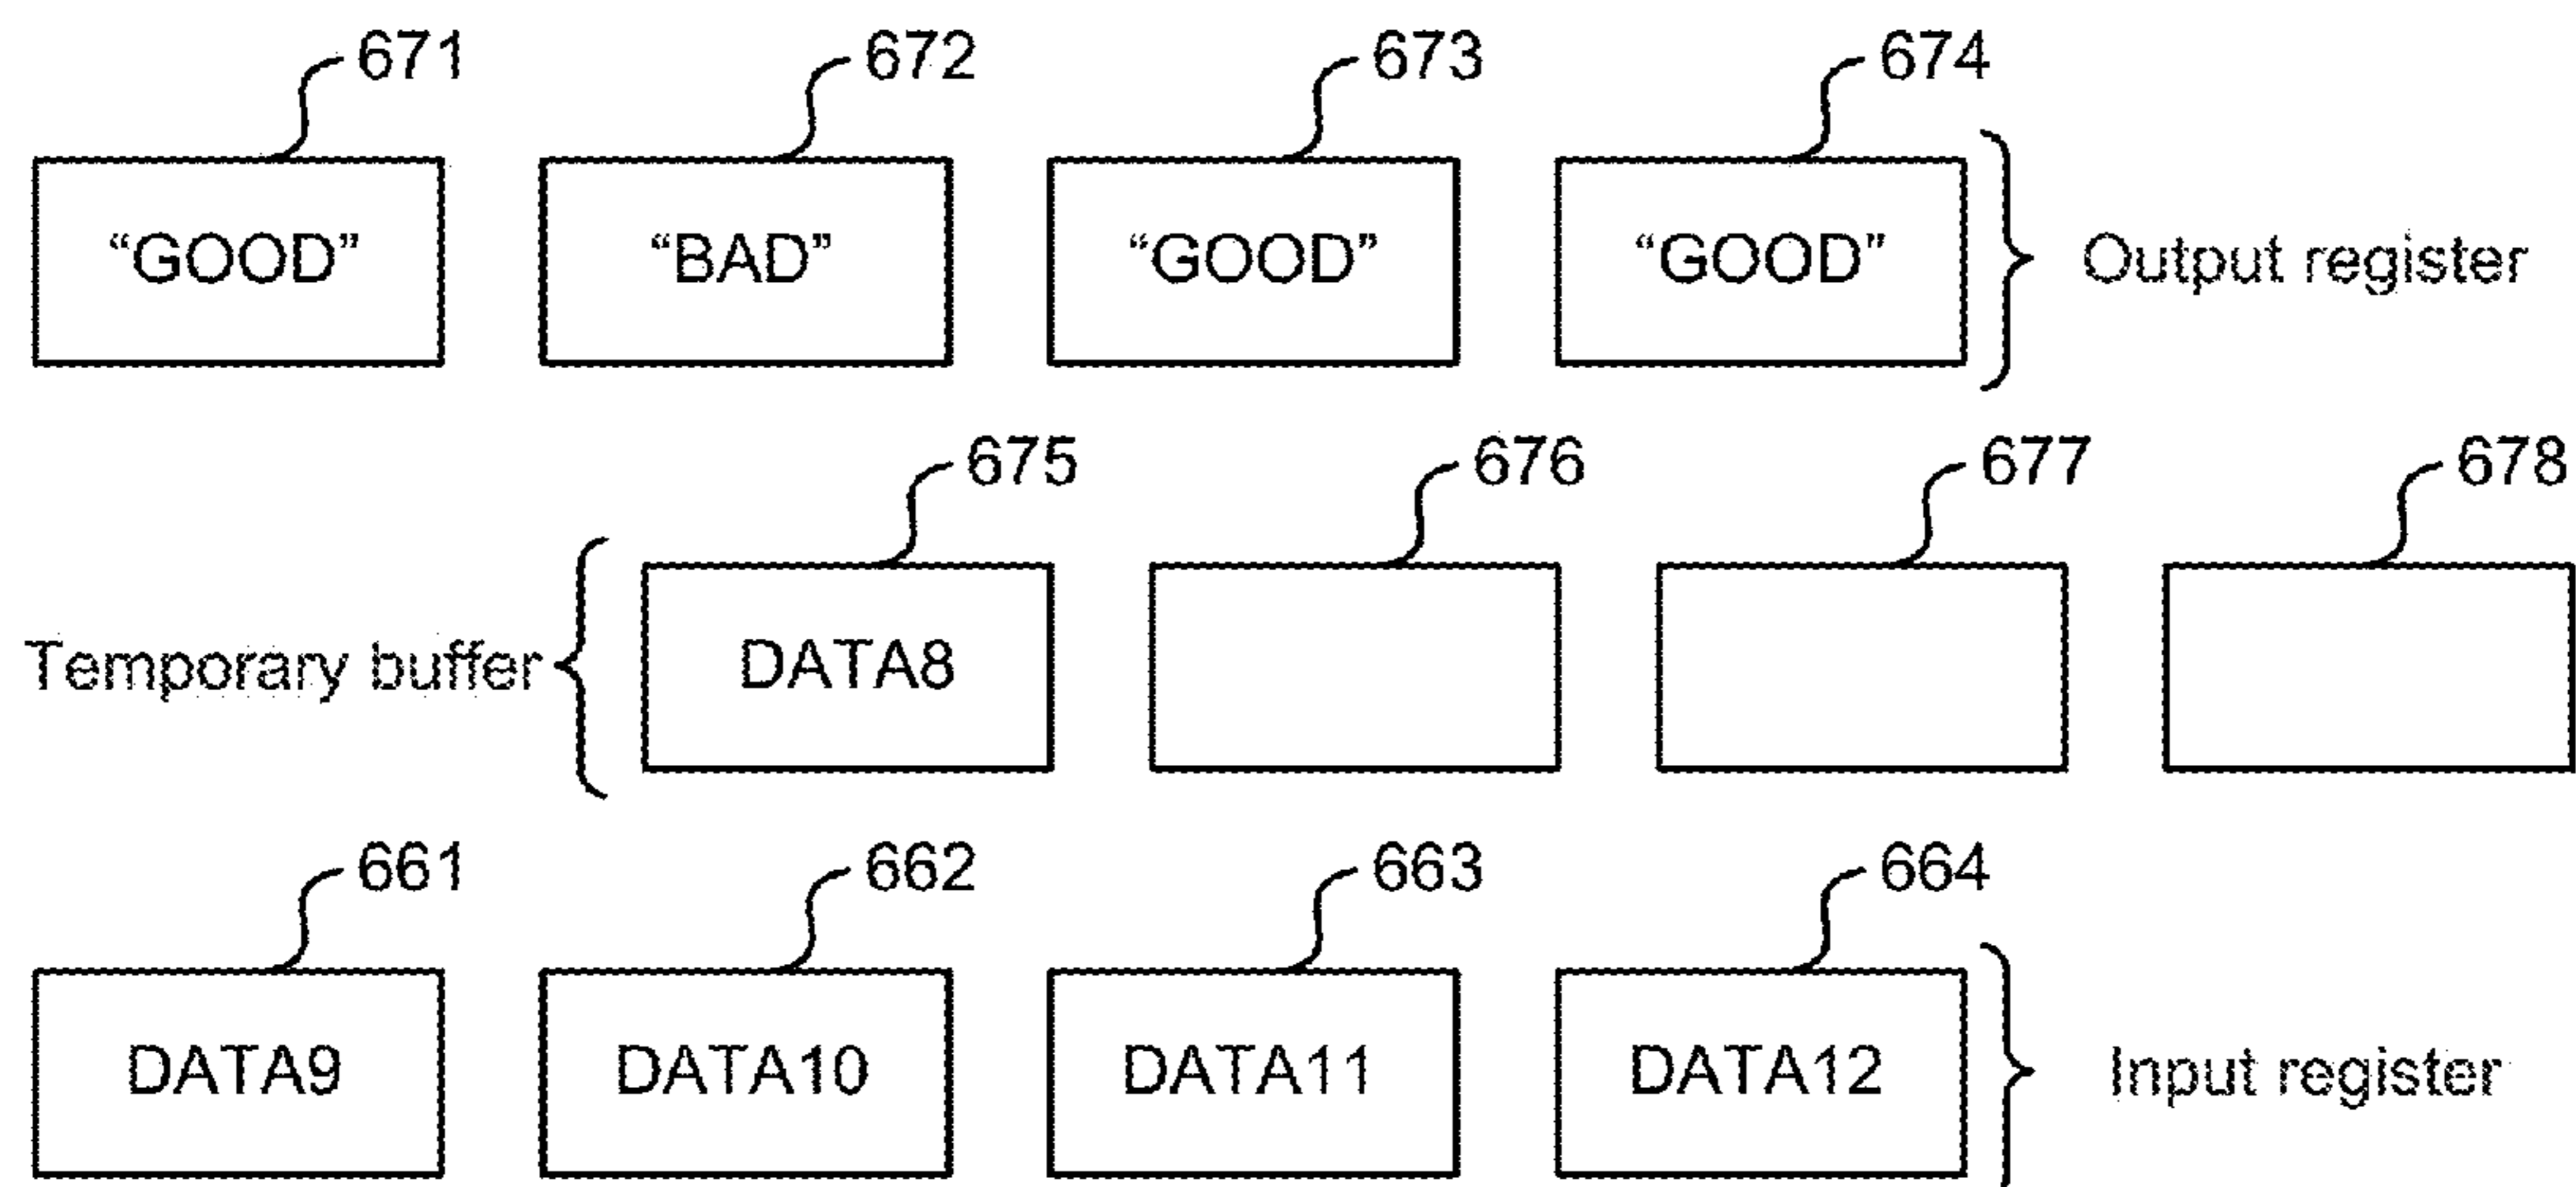 671 672 673 674
“GOOD” “BAD” “GOOD” “GOOD” Output register
675 676 677 678
Temporary buffer DATA8
661 662 663 664
DATA9 DATA10 DATA11 DATA12 Input register